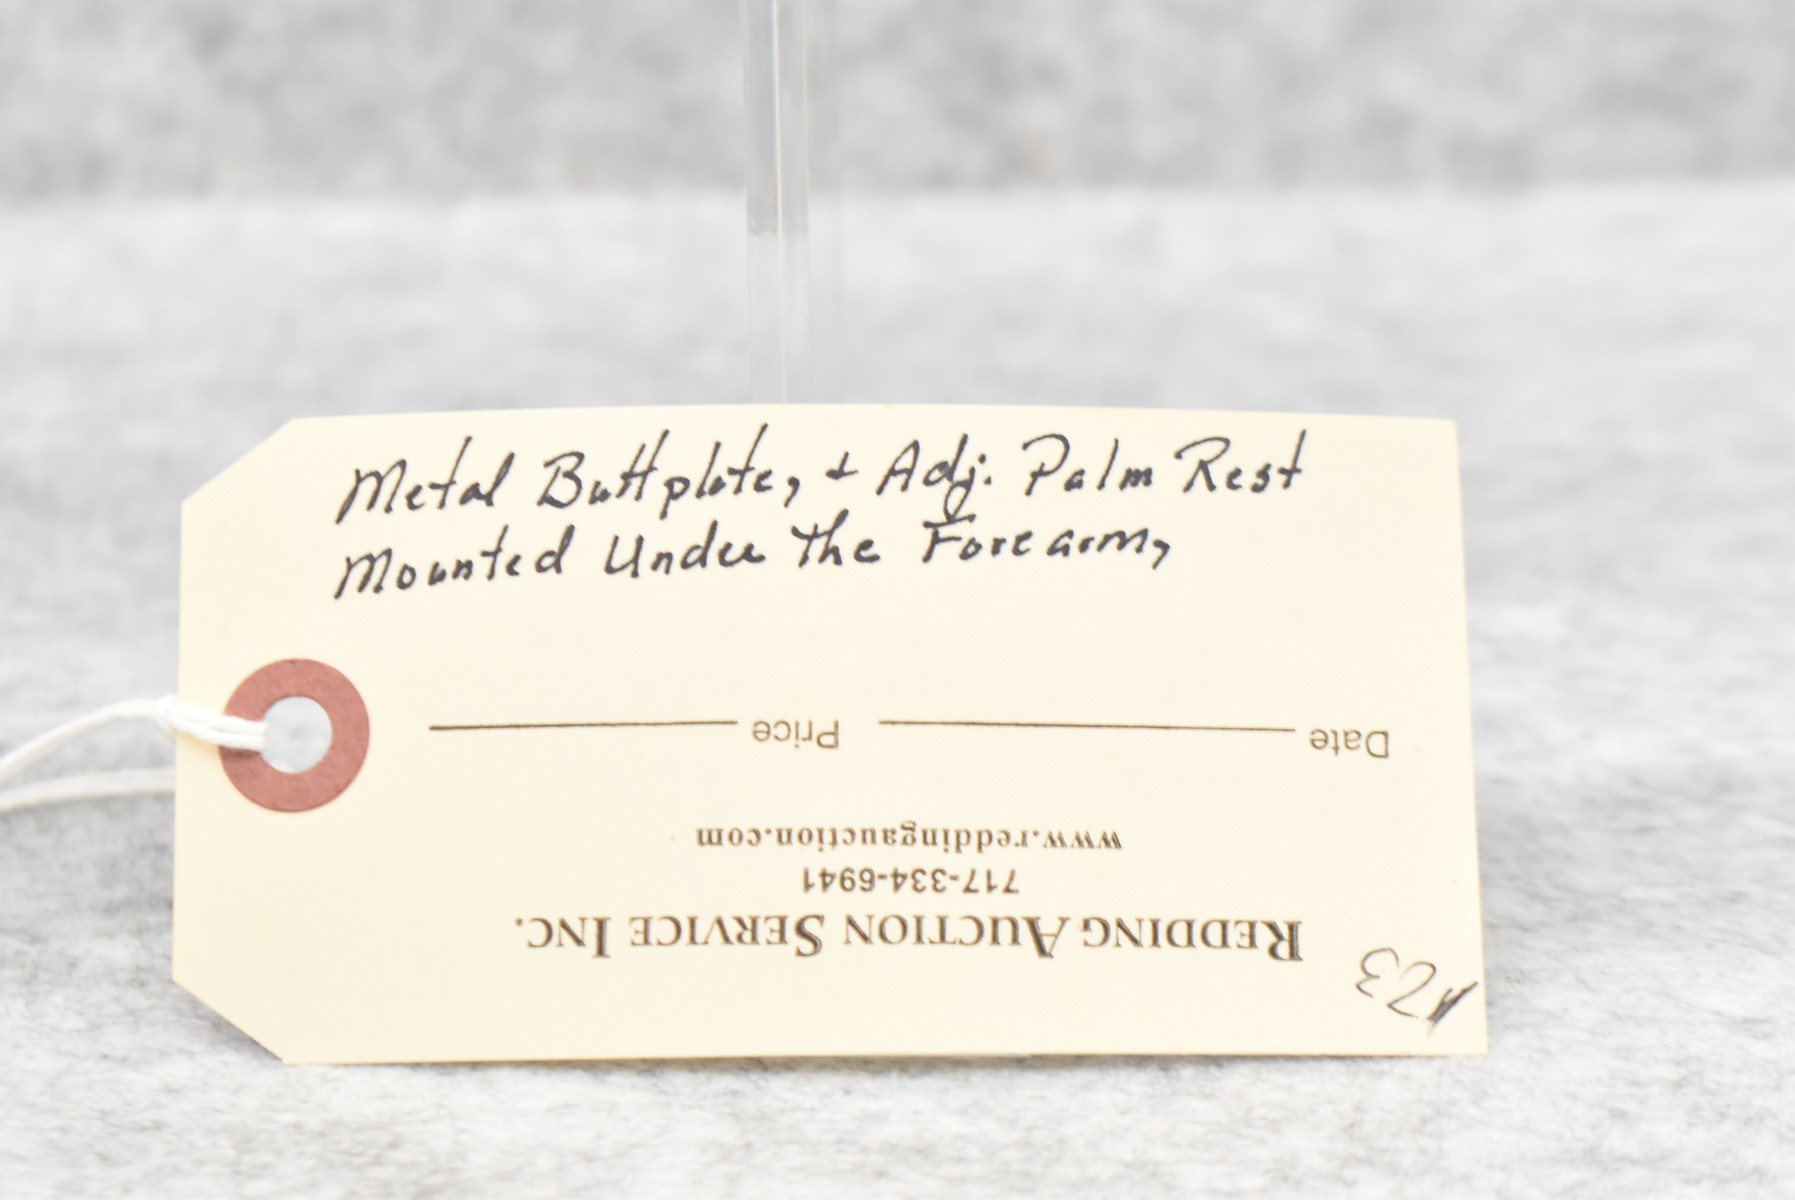 Metal Buttplate, + Adj. Palm Rest
Mounted Under The Forearm,
Date Price
www.reddingauction.com
717-334-6941
REDDING AUCTION SERVICE INC.